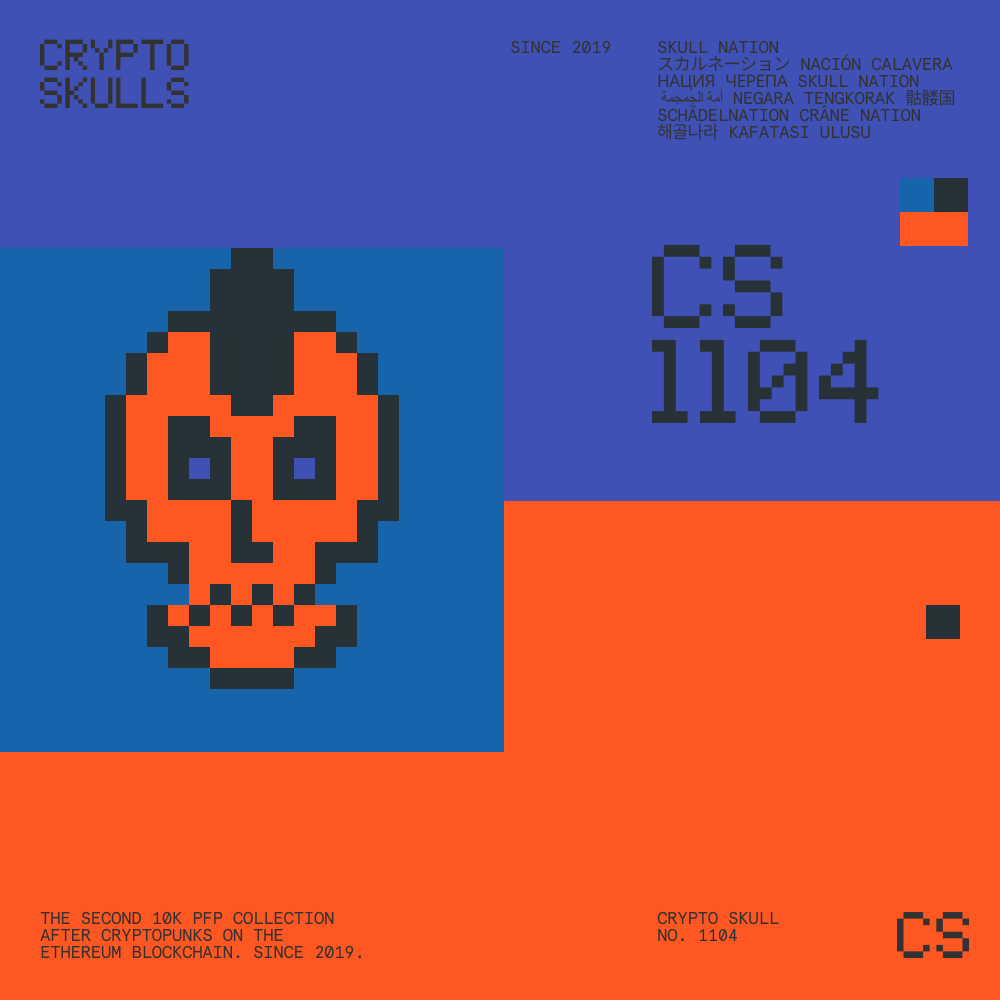 CRYPTO
SKULLS
SINCE 2019
SKULL NATION
スカルネーション NACIÓN CALAVERA
НАЦИЯ ЧЕРЕПА SKULL NATION
أمة الجمجمة NEGARA TENGKORAK 骷髅国
SCHÄDELNATION CRÂNE NATION
해골나라 KAFATASI ULUSU
CS
1104
THE SECOND 10K PFP COLLECTION
AFTER CRYPTOPUNKS ON THE
ETHEREUM BLOCKCHAIN. SINCE 2019.
CRYPTO SKULL
NO. 1104
CS